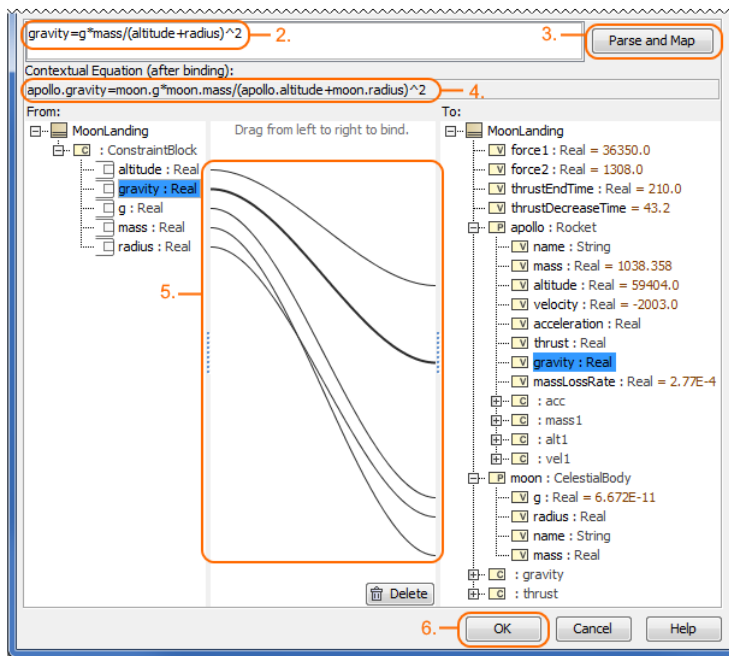 gravity=g*mass/(altitude+radius)^2
2.
3.
Parse and Map
Contextual Equation (after binding):
apollo.gravity=moon.g*moon.mass/(apollo.altitude+moon.radius)^2
4.
From:
MoonLanding
C : ConstraintBlock
altitude : Real
gravity : Real
g : Real
mass : Real
radius : Real
Drag from left to right to bind.
5.
Delete
To:
MoonLanding
V force1 : Real = 36350.0
V force2 : Real = 1308.0
V thrustEndTime : Real = 210.0
V thrustDecreaseTime = 43.2
P apollo : Rocket
V name : String
V mass : Real = 1038.358
V altitude : Real = 59404.0
V velocity : Real = -2003.0
V acceleration : Real
V thrust : Real
V gravity : Real
V massLossRate : Real = 2.77E-4
C : acc
C : mass1
C : alt1
C : vel1
P moon : CelestialBody
V g : Real = 6.672E-11
V radius : Real
V name : String
V mass : Real
C : gravity
C : thrust
6.
OK
Cancel
Help